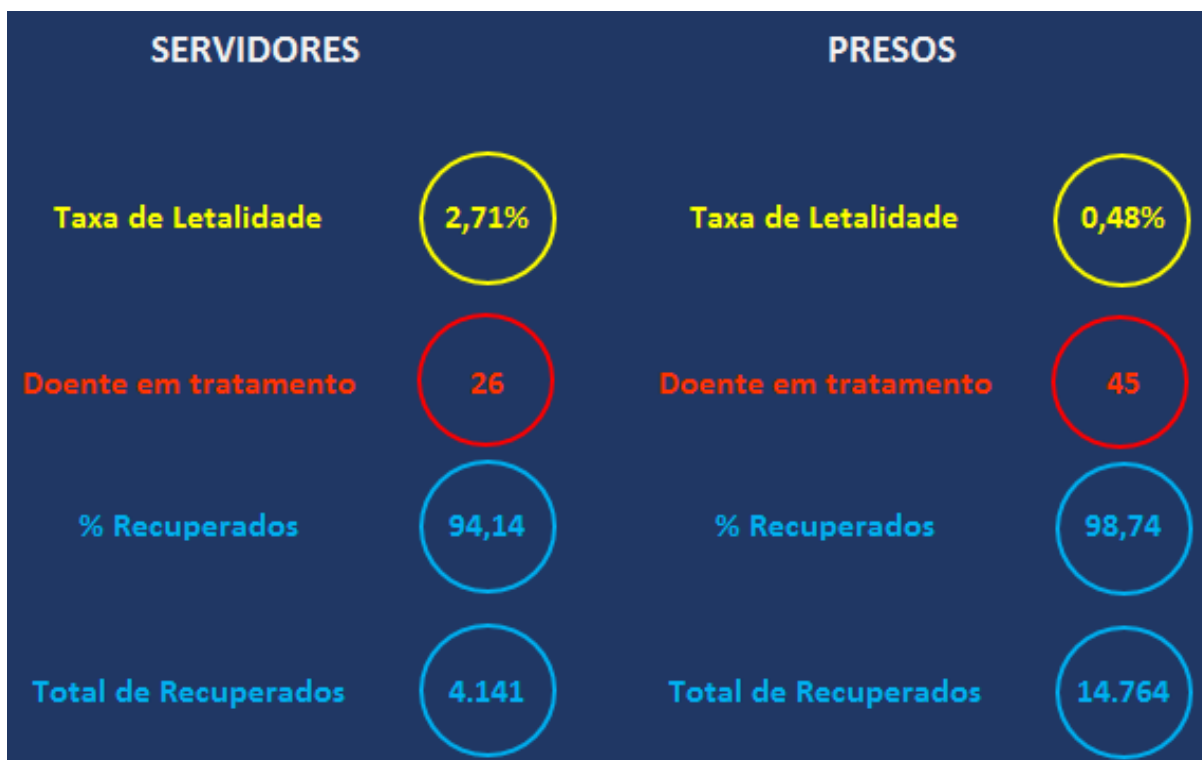 SERVIDORES
PRESOS
Taxa de Letalidade
2,71%
Taxa de Letalidade
0,48%
Doente em tratamento
26
Doente em tratamento
45
% Recuperados
94,14
% Recuperados
98,74
Total de Recuperados
4.141
Total de Recuperados
14.764